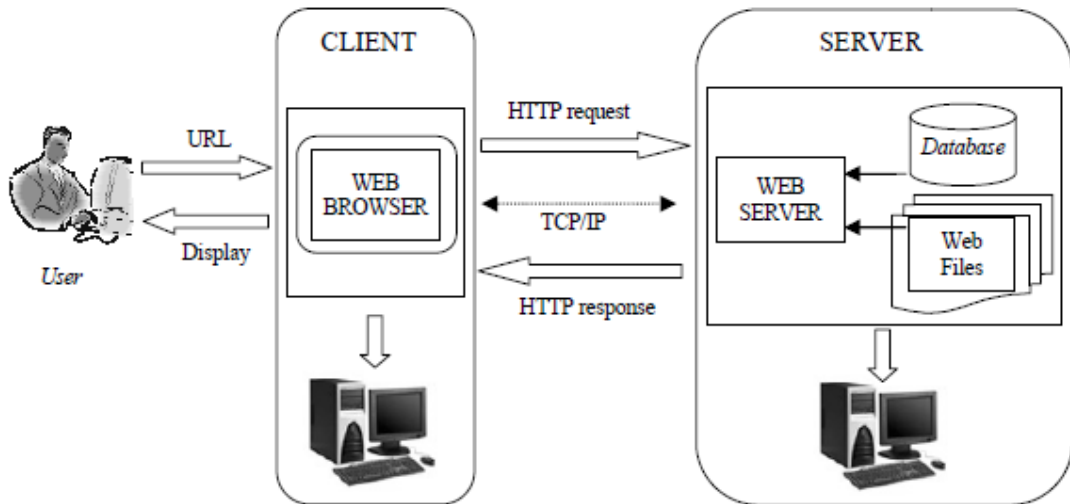 CLIENT
SERVER
URL
Display
User
WEB
BROWSER
HTTP request
TCP/IP
HTTP response
WEB
SERVER
Database
Web
Files